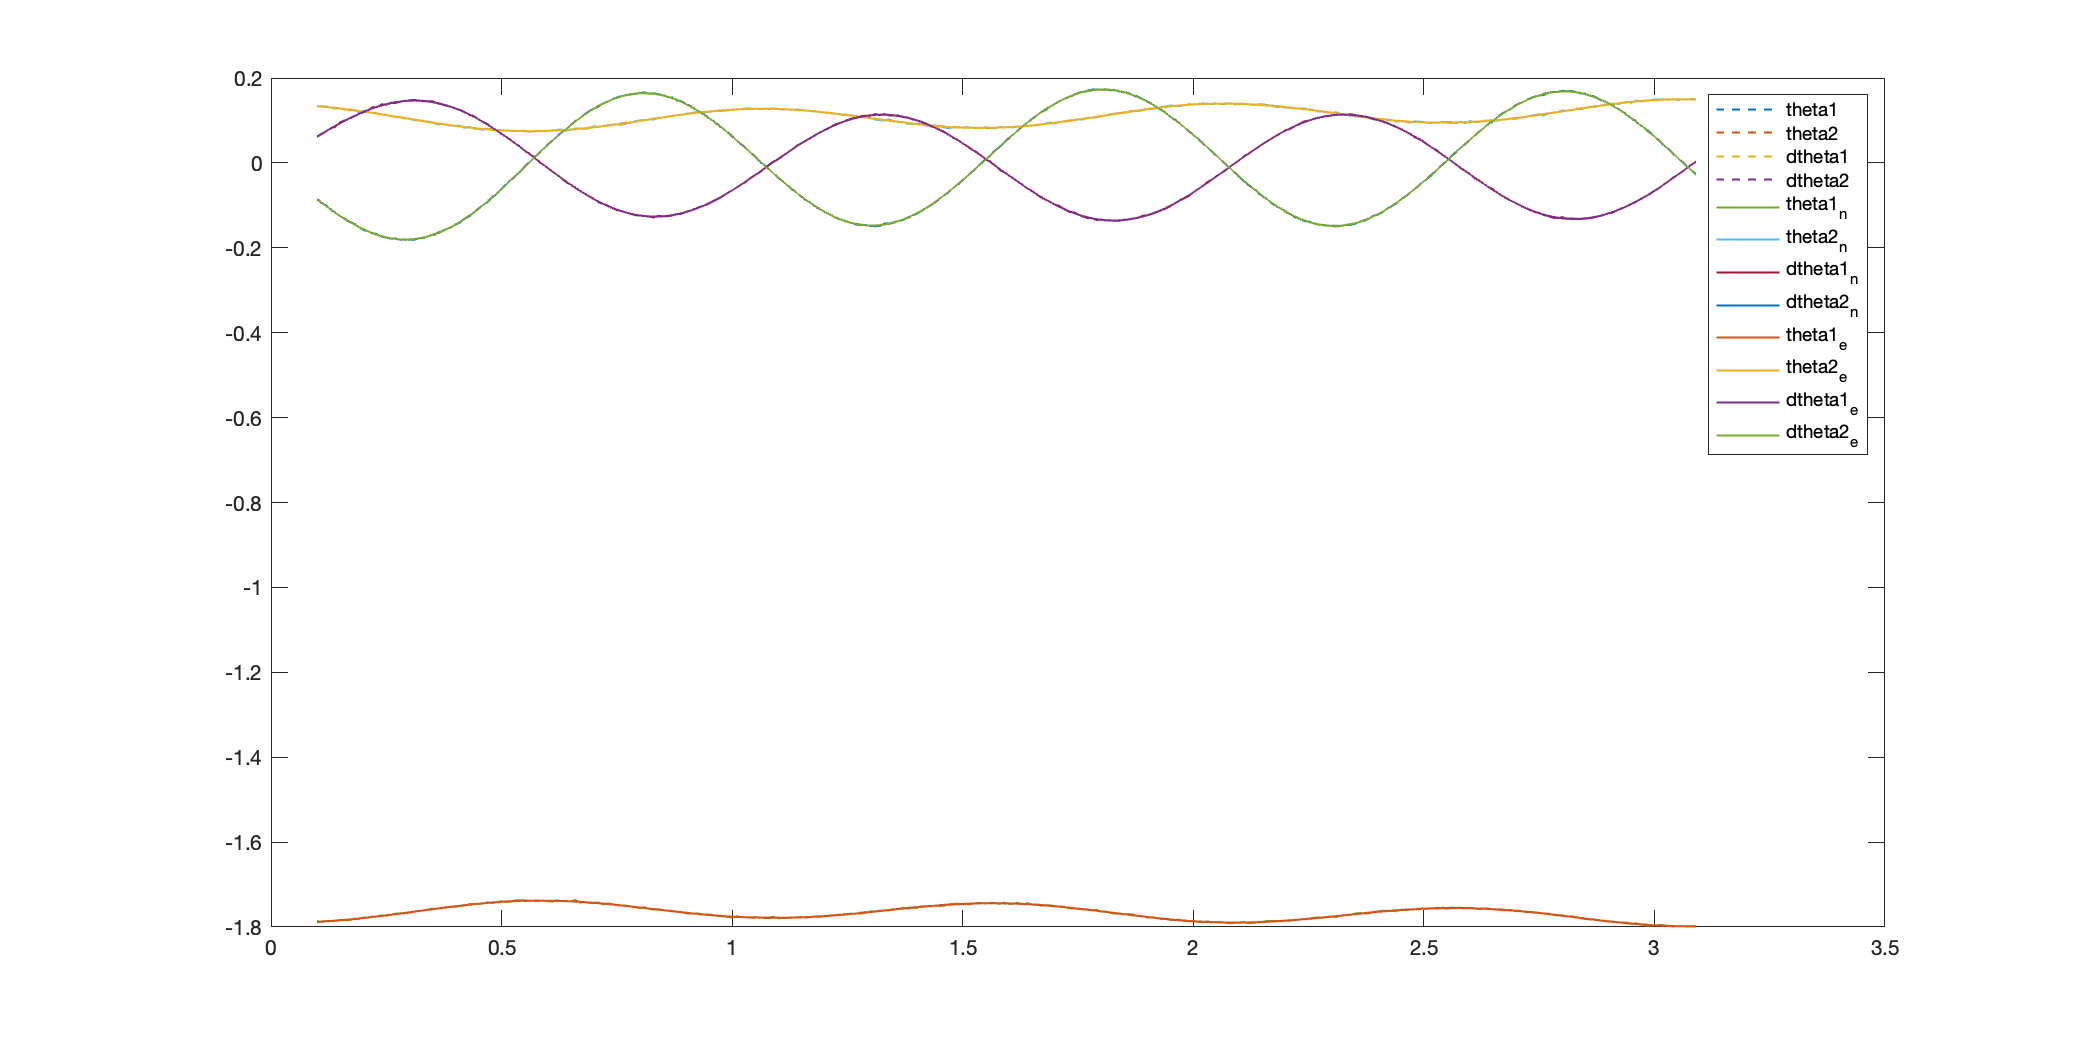 0.2
0
-0.2
-0.4
-0.6
-0.8
-1
-1.2
-1.4
-1.6
-1.8
0 0.5 1 1.5 2 2.5 3 3.5
theta1
theta2
dtheta1
dtheta2
theta1n
theta2n
dtheta1n
dtheta2n
theta1e
theta2e
dtheta1e
dtheta2e